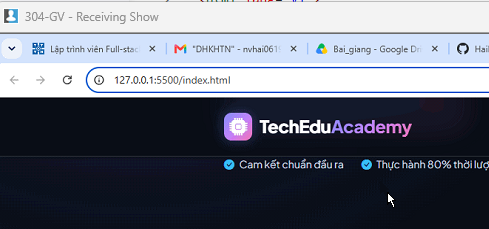 304-GV - Receiving Show
Lập trình viên Full-stac
"DHKHTN" - nvhai061
Bai_giang - Google Dr
Hail
127.0.0.1:5500/index.html
TechEduAcademy
Cam kết chuẩn đầu ra
Thực hành 80% thời lượ